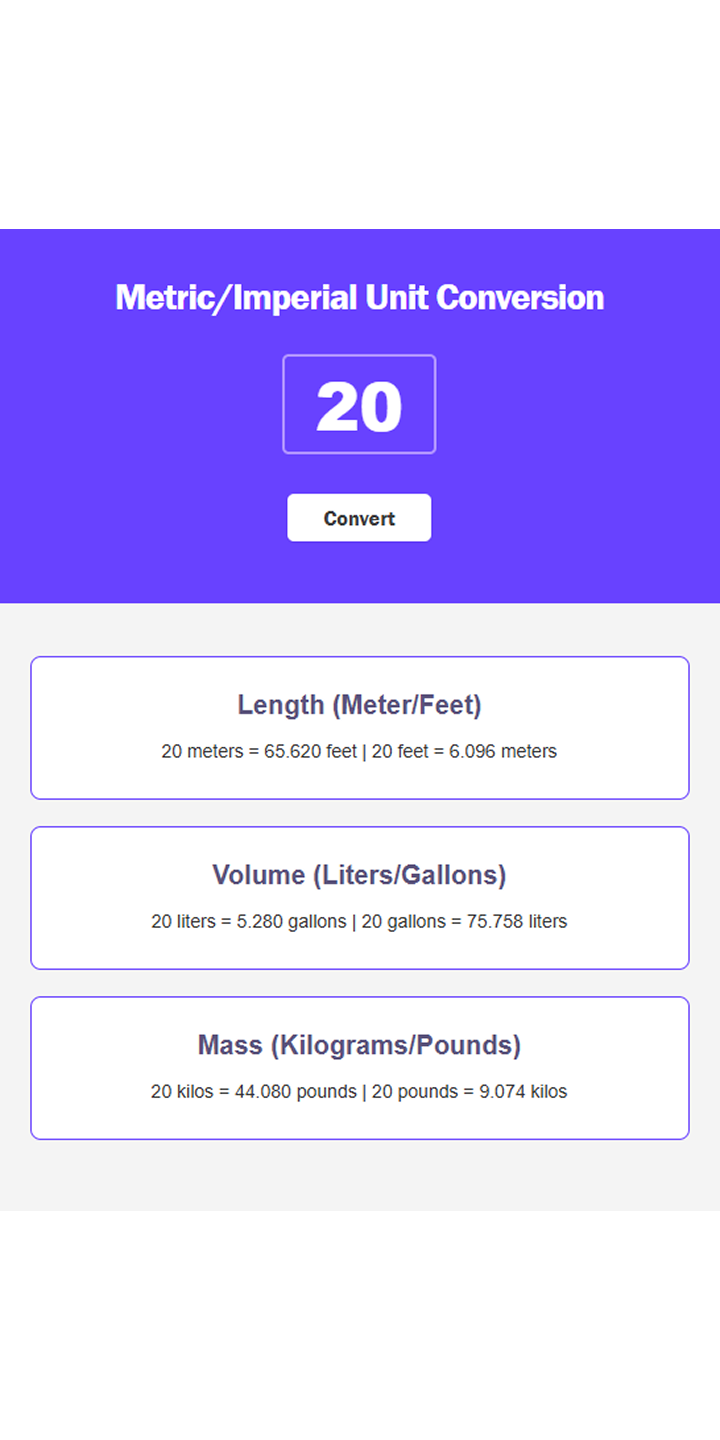 Metric/Imperial Unit Conversion
20
Convert
Length (Meter/Feet)
20 meters = 65.620 feet | 20 feet = 6.096 meters
Volume (Liters/Gallons)
20 liters = 5.280 gallons | 20 gallons = 75.758 liters
Mass (Kilograms/Pounds)
20 kilos = 44.080 pounds | 20 pounds = 9.074 kilos